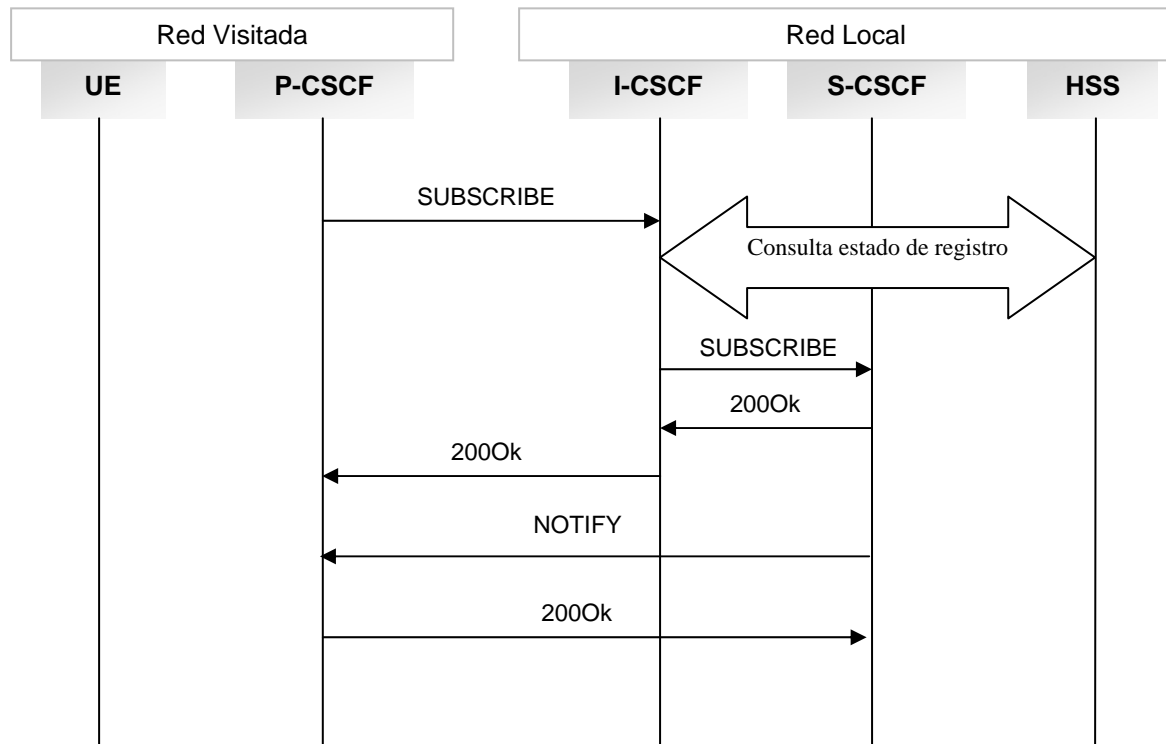 Red Visitada
Red Local
UE
P-CSCF
I-CSCF
S-CSCF
HSS
SUBSCRIBE
Consulta estado de registro
SUBSCRIBE
200Ok
200Ok
NOTIFY
200Ok